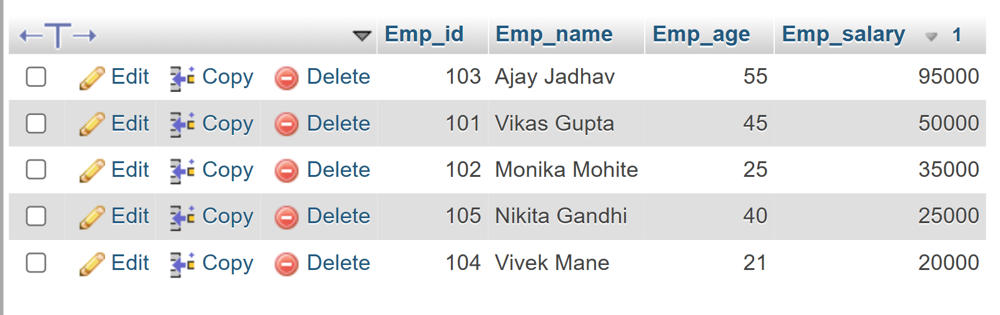 Emp_id Emp_name Emp_age Emp_salary 1
Edit Copy Delete 103 Ajay Jadhav 55 95000
Edit Copy Delete 101 Vikas Gupta 45 50000
Edit Copy Delete 102 Monika Mohite 25 35000
Edit Copy Delete 105 Nikita Gandhi 40 25000
Edit Copy Delete 104 Vivek Mane 21 20000